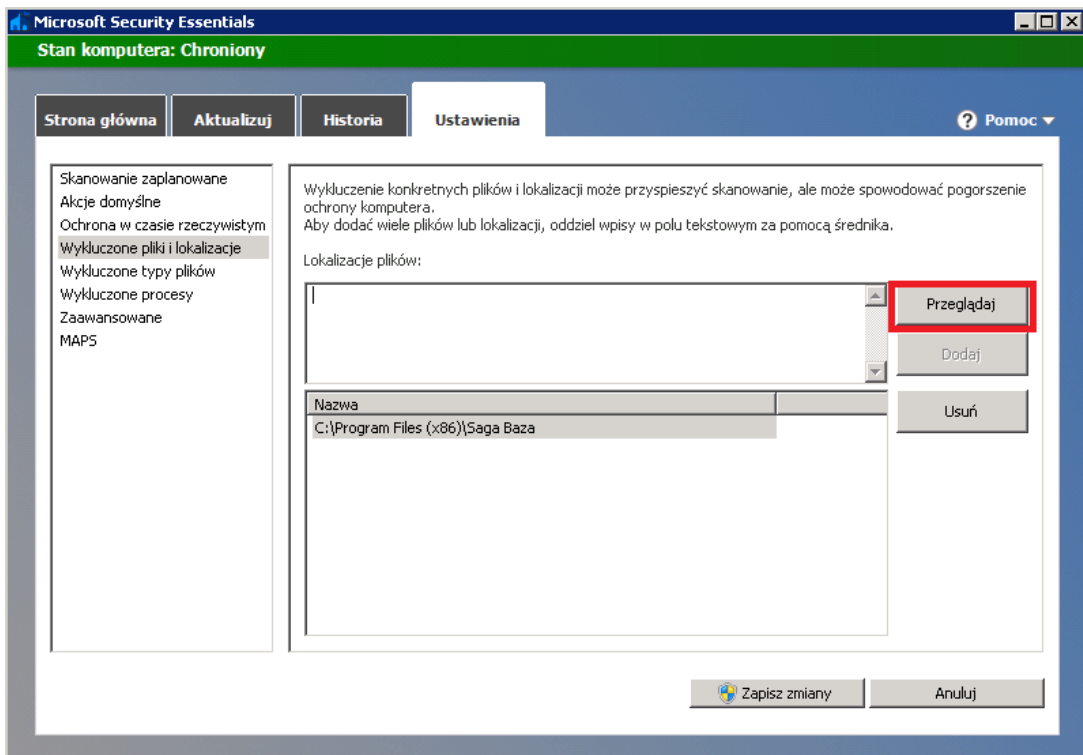 Microsoft Security Essentials
Stan komputera: Chroniony
Strona główna
Aktualizuj
Historia
Ustawienia
? Pomoc
Skanowanie zaplanowane
Akcje domyślne
Ochrona w czasie rzeczywistym
Wykluczone pliki i lokalizacje
Wykluczone typy plików
Wykluczone procesy
Zaawansowane
MAPS
Wykluczenie konkretnych plików i lokalizacji może przyspieszyć skanowanie, ale może spowodować pogorszenie
ochrony komputera.
Aby dodać wiele plików lub lokalizacji, oddziel wpisy w polu tekstowym za pomocą średnika.
Lokalizacje plików:
Przeglądaj
Dodaj
Nazwa
Usuń
C:\Program Files (x86)\Saga Baza
Zapisz zmiany
Anuluj